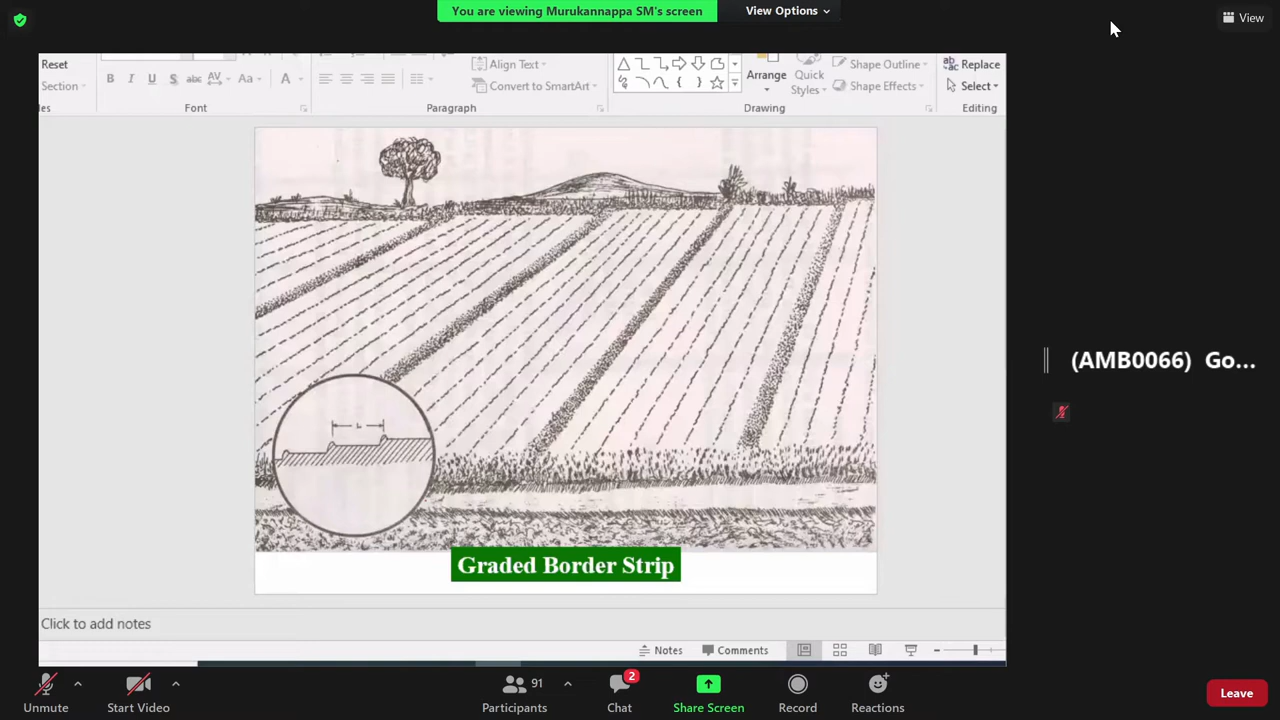 You are viewing Murukannappa SM's screen
View Options
View
Reset
Section
les
B I U S abc AV Aa A
Font
Align Text
Convert to SmartArt
Paragraph
Arrange
Quick
Styles
Shape Outline
Shape Effects
Drawing
Replace
Select
Editing
L
Graded Border Strip
Click to add notes
Notes
Comments
(AMB0066) Go...
Unmute
Start Video
91
Participants
2
Chat
Share Screen
Record
Reactions
Leave